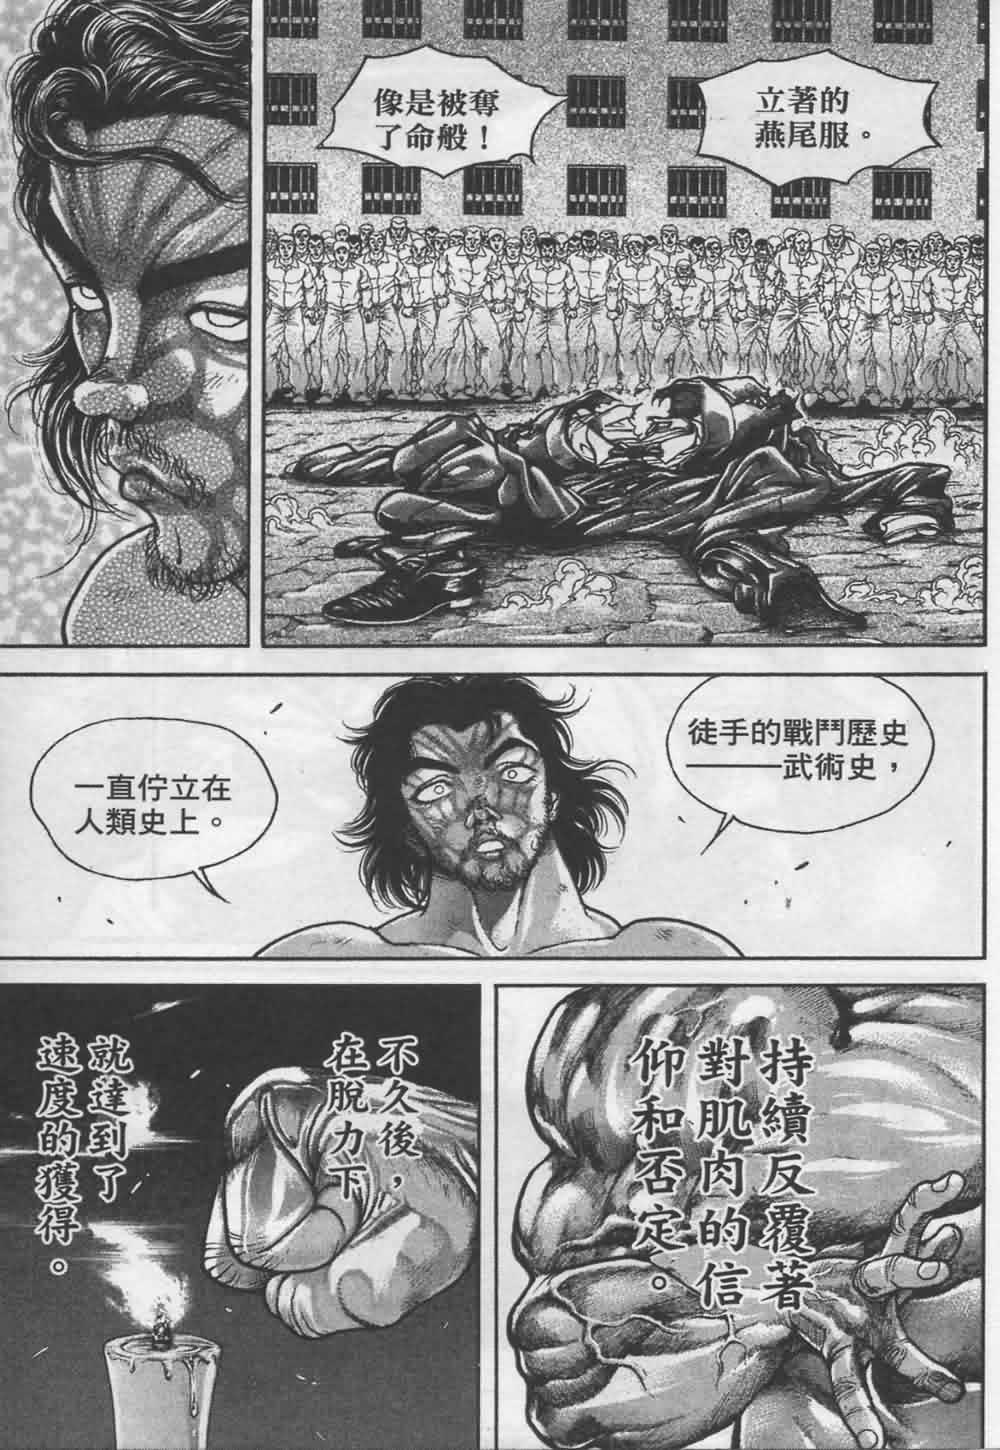 立著的
燕尾服。
像是被奪
了命般！
徒手的戰鬥歷史
———武術史，
一直佇立在
人類史上。
持續反覆著
對肌肉的信
仰和否定。
不久後，
在脫力下
就達到了
速度的獲得。